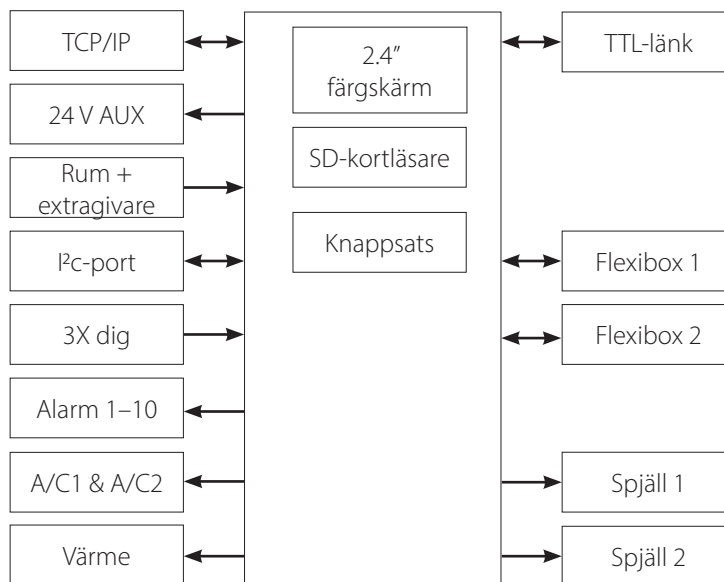 TCP/IP
24 V AUX
Rum +
extragivare
I²c-port
3X dig
Alarm 1–10
A/C1 & A/C2
Värme
2.4”
färgskärm
SD-kortläsare
Knappsats
TTL-länk
Flexibox 1
Flexibox 2
Spjäll 1
Spjäll 2